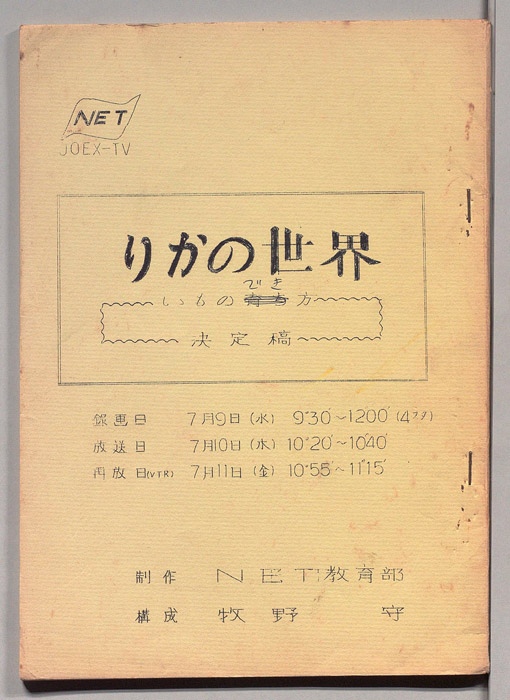 NET
JOEX-TV
りかの世界
でき
いもの育ち方
決定稿
録画日 7月9日(水) 9°30′~12°00′(4スタ)
放送日 7月10日(木) 10°20′~10°40′
再放日(VTR) 7月11日(金) 10°55′~11°15′
制作 NET教育部
構成 牧野 守